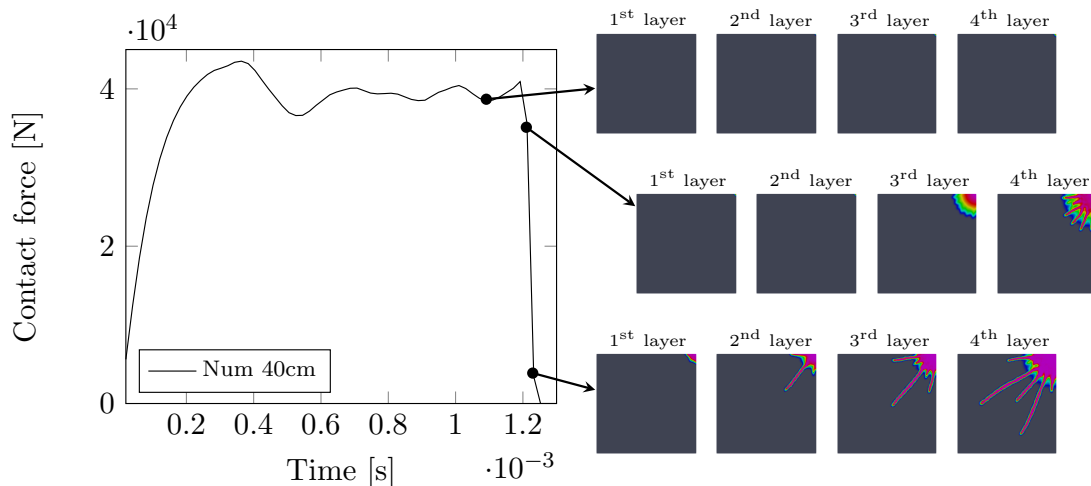 1st layer 2nd layer 3rd layer 4th layer
·10^4
4
2
0
Contact force [N]
Num 40cm
0.2 0.4 0.6 0.8 1 1.2
Time [s]
·10^−3
1st layer 2nd layer 3rd layer 4th layer
1st layer 2nd layer 3rd layer 4th layer